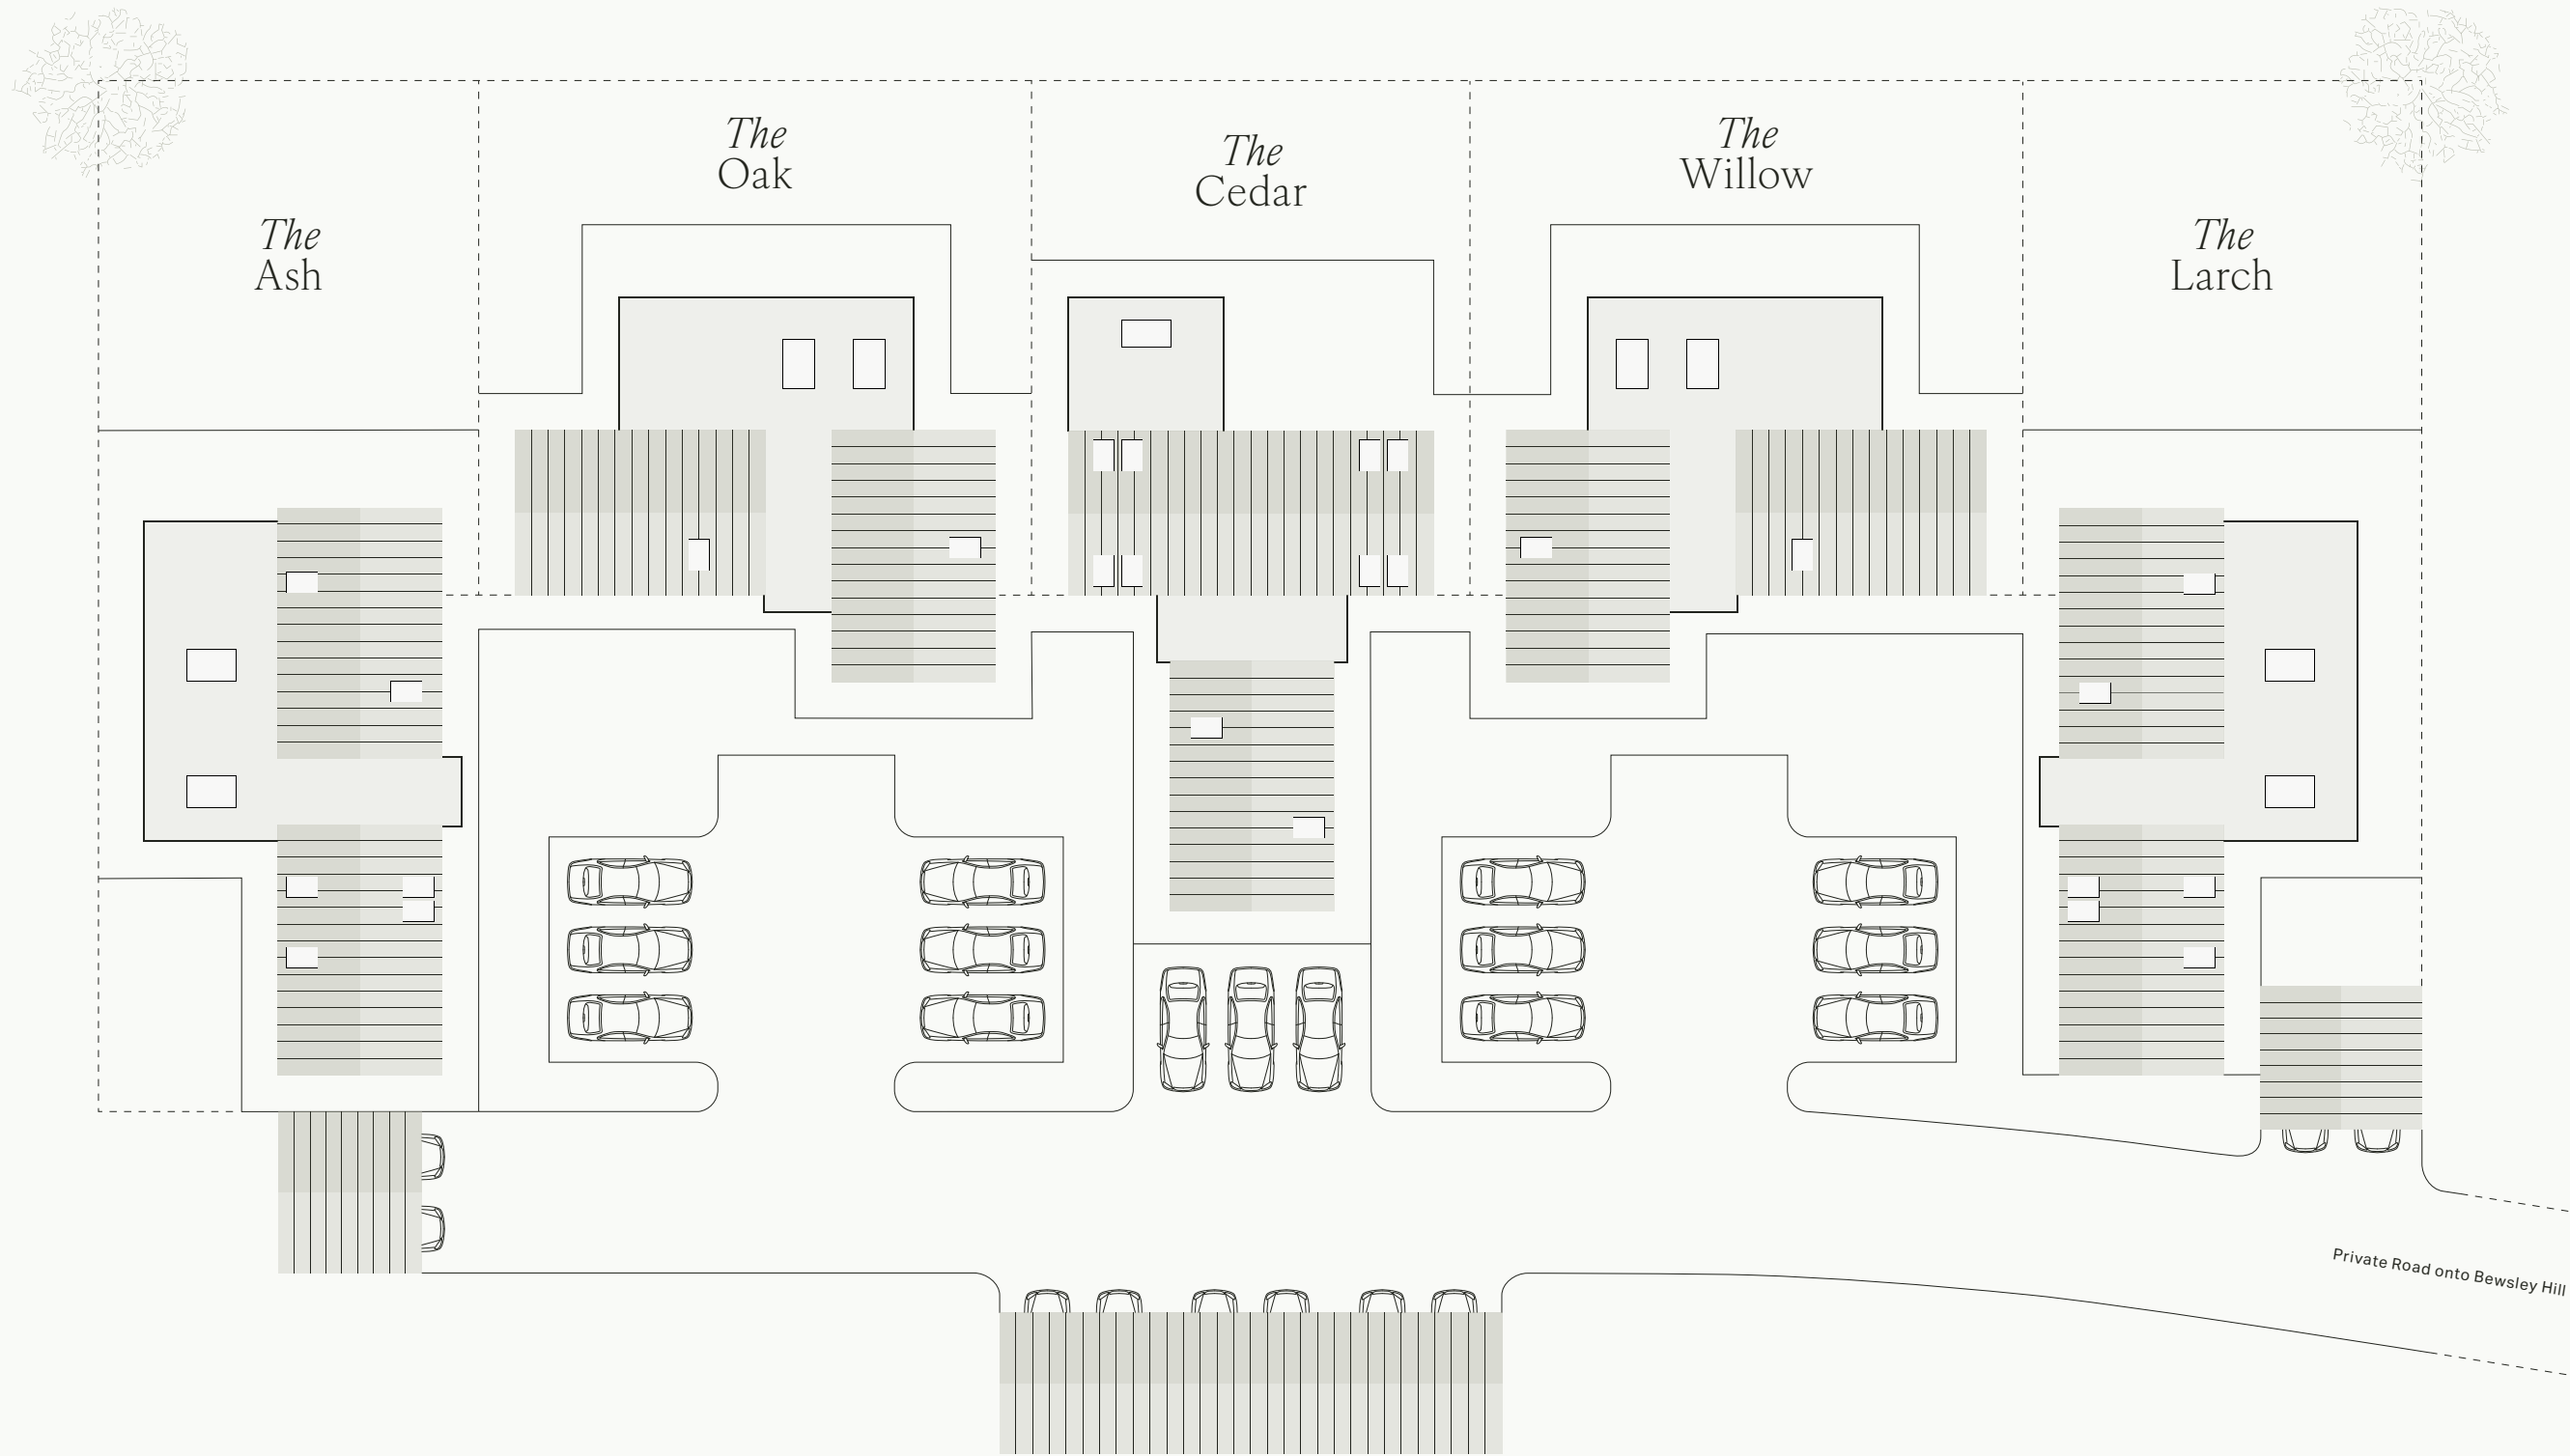 The
Ash
The
Oak
The
Cedar
The
Willow
The
Larch
Private Road onto Bewsley Hill